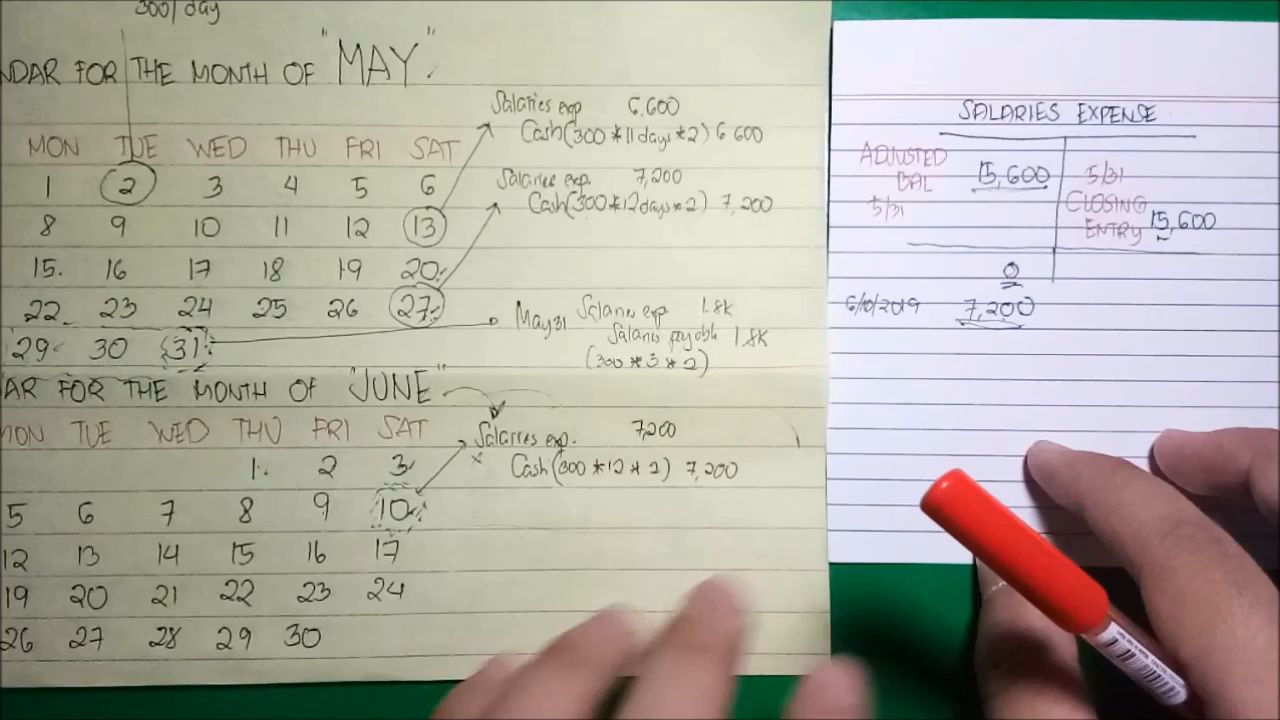 300/day
NDAR FOR THE MONTH OF "MAY".
MON TUE WED THU FRI SAT
1 2 3 4 5 6
8 9 10 11 12 13
15. 16 17 18 19 20
22 23 24 25 26 27
29 30 31
Salaries exp 6,600
Cash (300 * 11 days * 2) 6 600
Salaries exp. 7,200
Cash (300 * 12 days * 2) 7,200
May 31 Salaries exp 1.8K
Salaries payable 1.8K
(300 * 3 * 2)
DAR FOR THE MONTH OF "JUNE"
MON TUE WED THU FRI SAT
1. 2 3
5 6 7 8 9 10
12 13 14 15 16 17
19 20 21 22 23 24
26 27 28 29 30
Salaries exp. 7,200
x Cash (300 * 12 * 2) 7,200
SALARIES EXPENSE
ADJUSTED BAL 5/31 15,600
5/31 CLOSING ENTRY 15,600
0
6/10/2019 7,200